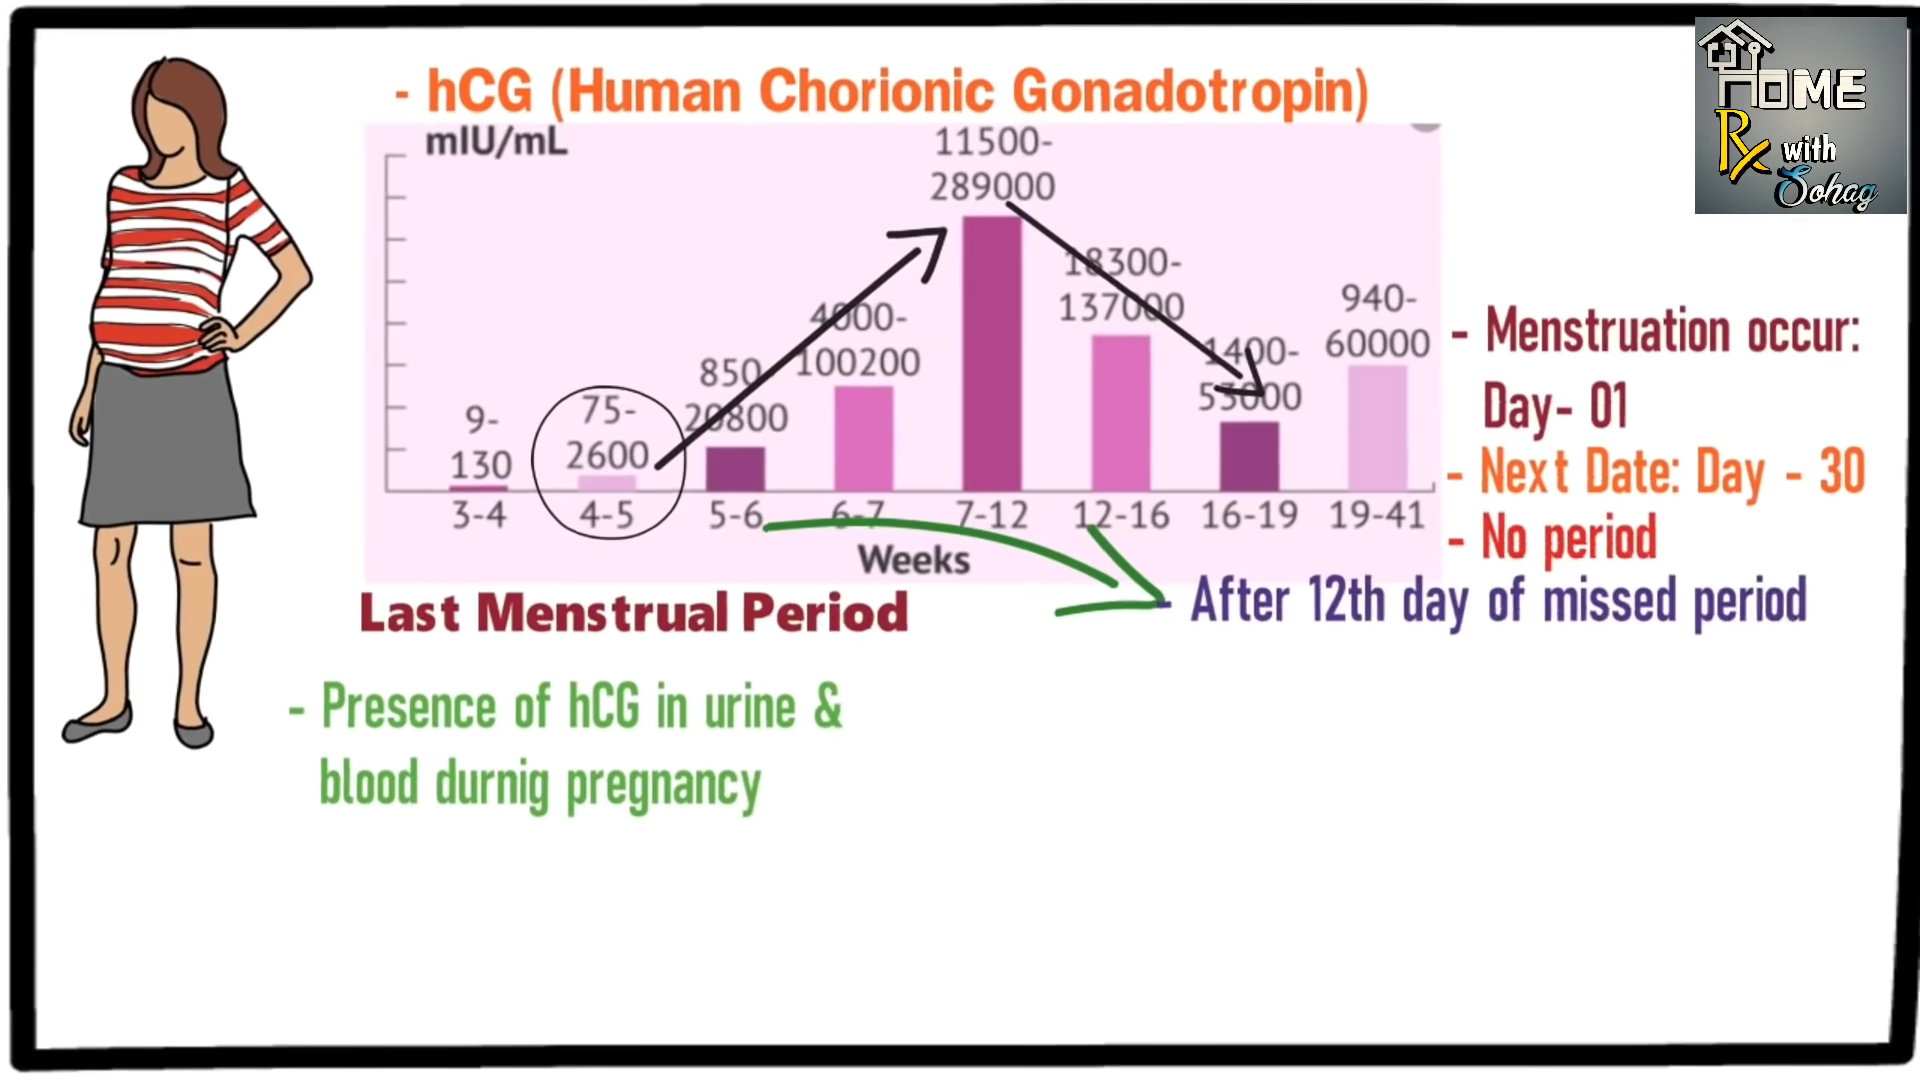 HOME
Rx with
Sohag
- hCG (Human Chorionic Gonadotropin)
mIU/mL
9-
130
75-
2600
850
20800
4000-
100200
11500-
289000
18300-
137000
1400-
53000
940-
60000
3-4 4-5 5-6 6-7 7-12 12-16 16-19 19-41
Weeks
Last Menstrual Period
- Menstruation occur:
Day- 01
- Next Date: Day - 30
- No period
- After 12th day of missed period
- Presence of hCG in urine &
blood durnig pregnancy